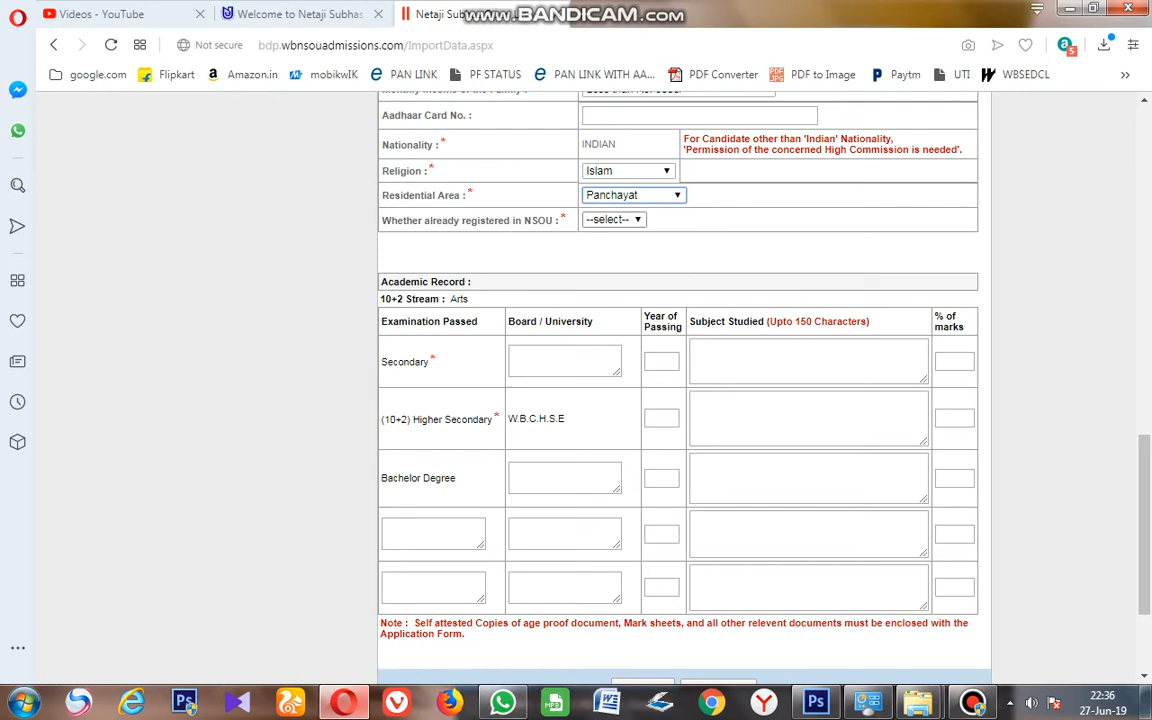 Videos - YouTube
Welcome to Netaji Subhas
Netaji Sub
www.BANDICAM.com
Not secure
bdp.wbnsouadmissions.com/ImportData.aspx
5
google.com
Flipkart
Amazon.in
mobikwIK
PAN LINK
PF STATUS
PAN LINK WITH AA...
PDF Converter
PDF to Image
Paytm
UTI
WBSEDCL
Aadhaar Card No. :
Nationality : *
INDIAN
For Candidate other than 'Indian' Nationality,
'Permission of the concerned High Commission is needed'.
Religion : *
Islam
Residential Area : *
Panchayat
Whether already registered in NSOU : *
--select--
Academic Record :
10+2 Stream : Arts
Examination Passed
Board / University
Year of
Passing
Subject Studied (Upto 150 Characters)
% of
marks
Secondary *
(10+2) Higher Secondary *
W.B.C.H.S.E
Bachelor Degree
Note : Self attested Copies of age proof document, Mark sheets, and all other relevent documents must be enclosed with the
Application Form.
22:36
27-Jun-19